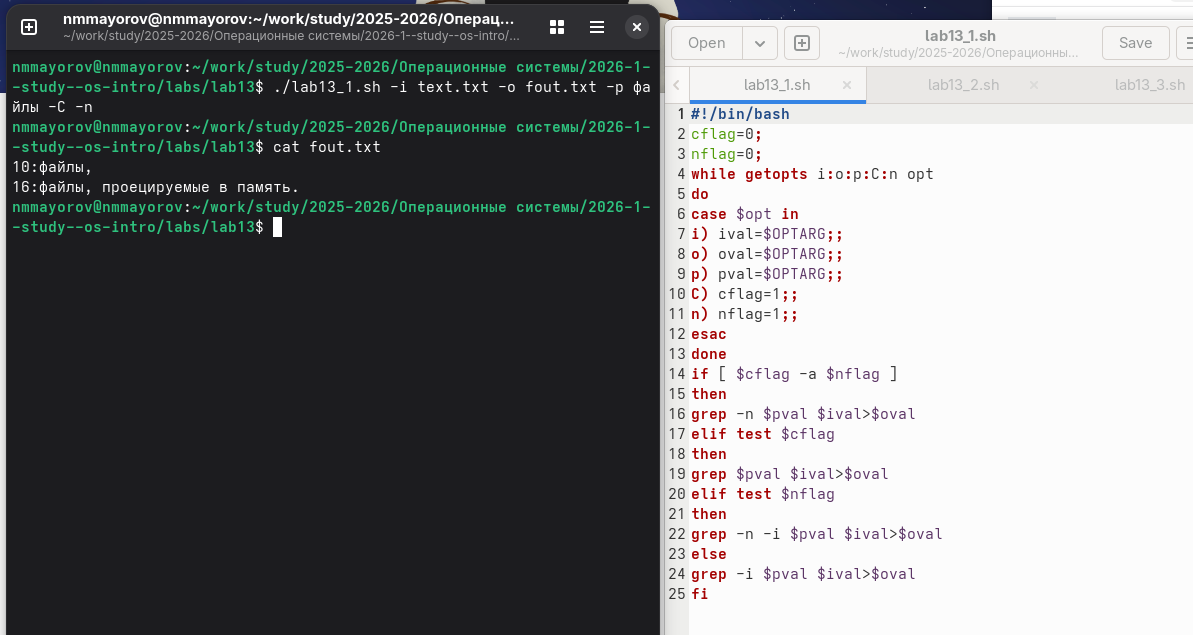 nmmayorov@nmmayorov:~/work/study/2025-2026/Операц...
~/work/study/2025-2026/Операционные системы/2026-1--study--os-intro/...
nmmayorov@nmmayorov:~/work/study/2025-2026/Операционные системы/2026-1-
-study--os-intro/labs/lab13$ ./lab13_1.sh -i text.txt -o fout.txt -p фа
йлы -C -n
nmmayorov@nmmayorov:~/work/study/2025-2026/Операционные системы/2026-1-
-study--os-intro/labs/lab13$ cat fout.txt
10:файлы,
16:файлы, проецируемые в память.
nmmayorov@nmmayorov:~/work/study/2025-2026/Операционные системы/2026-1-
-study--os-intro/labs/lab13$
Open
lab13_1.sh
~/work/study/2025-2026/Операционны...
Save
lab13_1.sh
lab13_2.sh
lab13_3.sh
1 #!/bin/bash
2 cflag=0;
3 nflag=0;
4 while getopts i:o:p:C:n opt
5 do
6 case $opt in
7 i) ival=$OPTARG;;
8 o) oval=$OPTARG;;
9 p) pval=$OPTARG;;
10 C) cflag=1;;
11 n) nflag=1;;
12 esac
13 done
14 if [ $cflag -a $nflag ]
15 then
16 grep -n $pval $ival>$oval
17 elif test $cflag
18 then
19 grep $pval $ival>$oval
20 elif test $nflag
21 then
22 grep -n -i $pval $ival>$oval
23 else
24 grep -i $pval $ival>$oval
25 fi